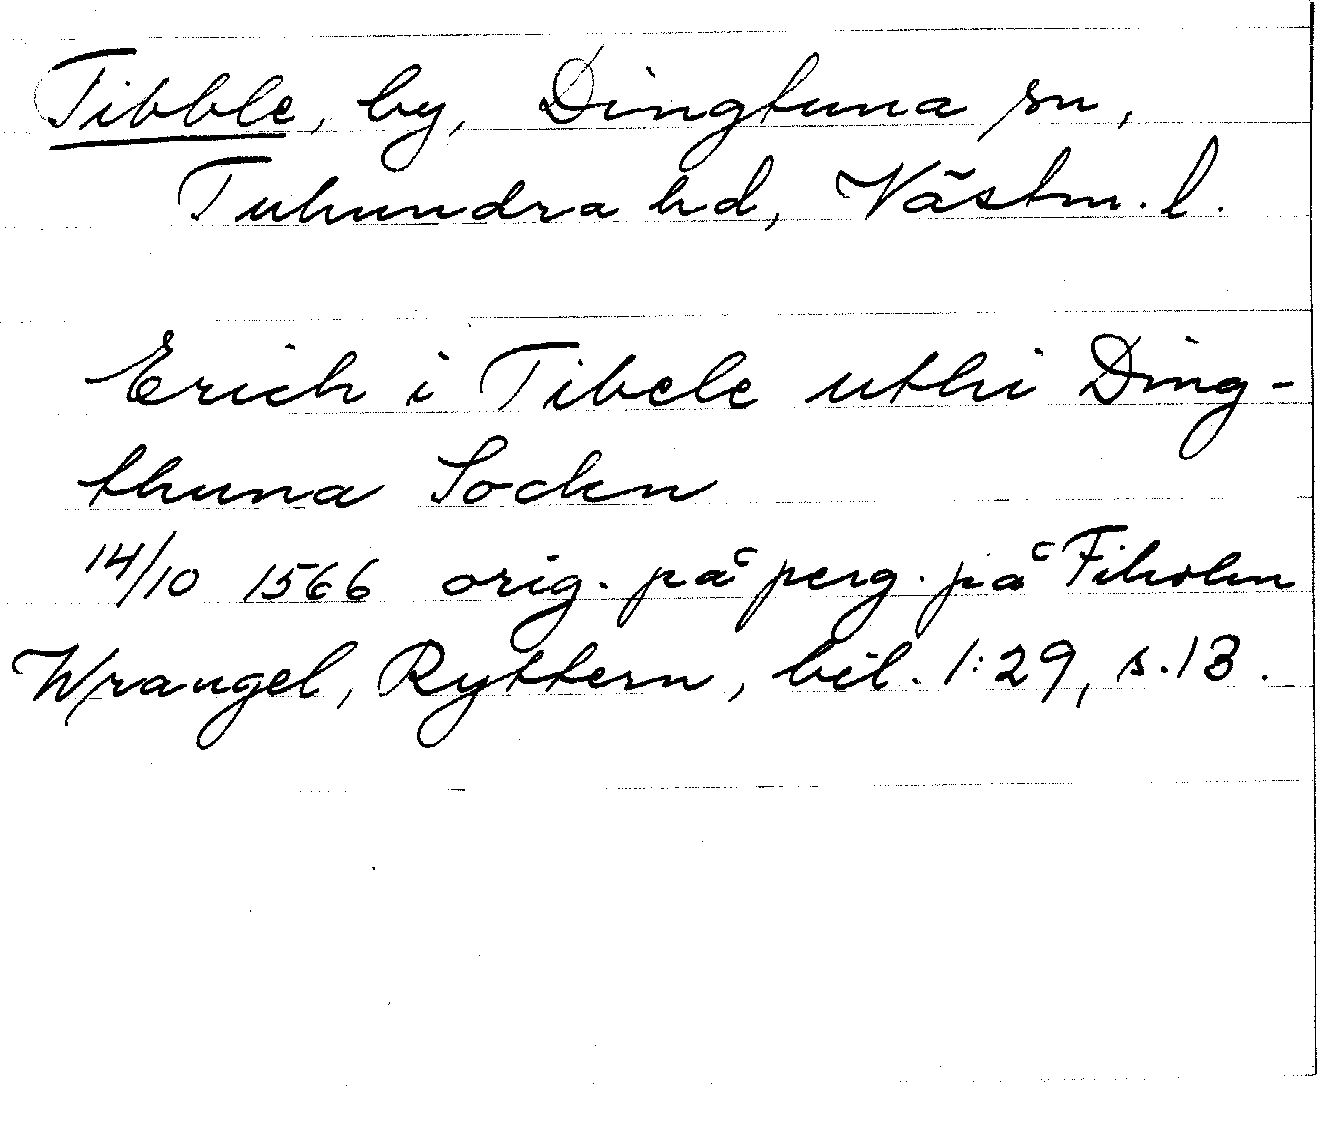 Tibble, by, Dingtuna sn,
Tuhundra hd, Västm. l.
Erich i Tibele uthi Ding-
thuna Sockn
14/10 1566 orig. på perg. på Fiholm
Wrangel, Ryttern, bil. 1:29, s. 13.